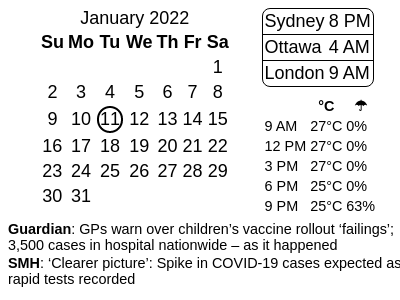 January 2022
Su Mo Tu We Th Fr Sa
1
2 3 4 5 6 7 8
9 10 11 12 13 14 15
16 17 18 19 20 21 22
23 24 25 26 27 28 29
30 31
Sydney 8 PM
Ottawa 4 AM
London 9 AM
°C ☂
9 AM 27°C 0%
12 PM 27°C 0%
3 PM 27°C 0%
6 PM 25°C 0%
9 PM 25°C 63%
Guardian: GPs warn over children’s vaccine rollout ‘failings’;
3,500 cases in hospital nationwide – as it happened
SMH: ‘Clearer picture’: Spike in COVID-19 cases expected as
rapid tests recorded